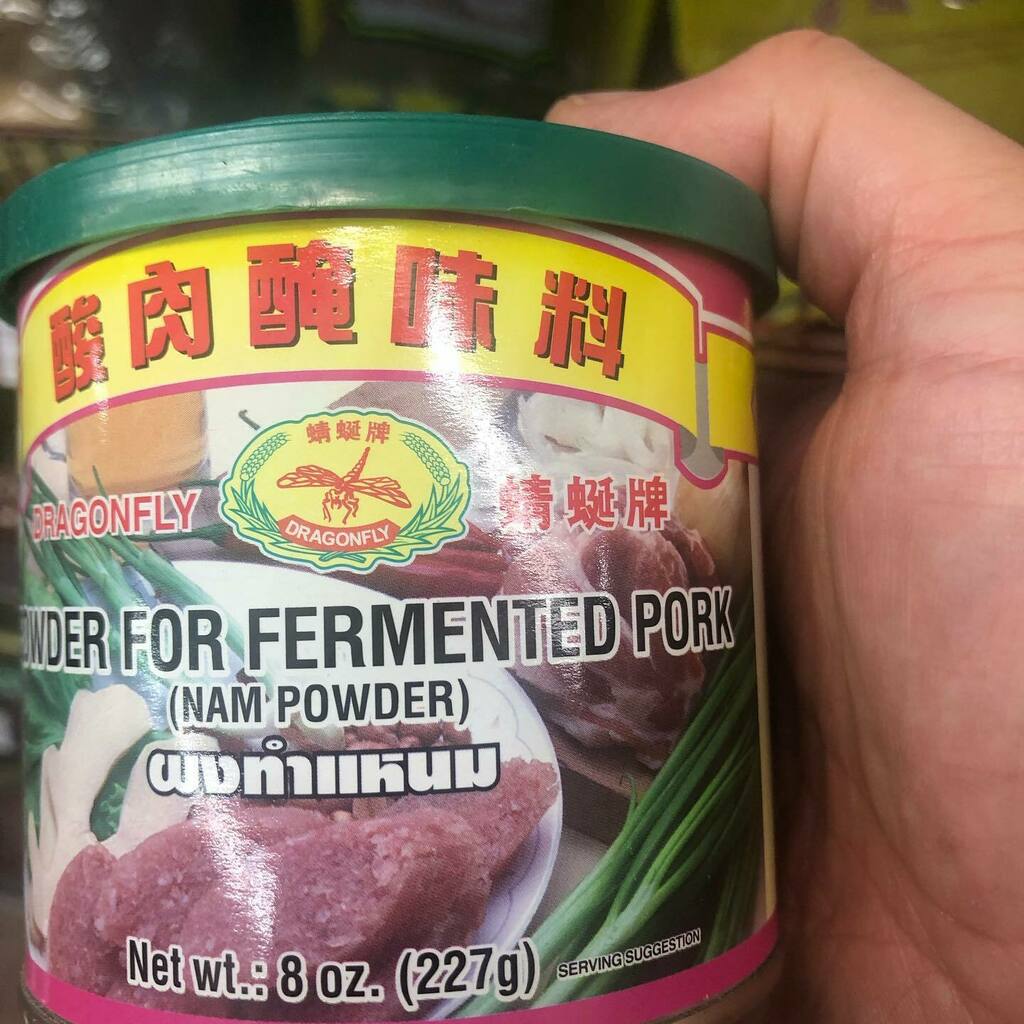 酸肉醃味料
蜻蜓牌
DRAGONFLY
DRAGONFLY
蜻蜓牌
POWDER FOR FERMENTED PORK
(NAM POWDER)
ผงทำแหนม
Net wt.: 8 oz. (227g)
SERVING SUGGESTION